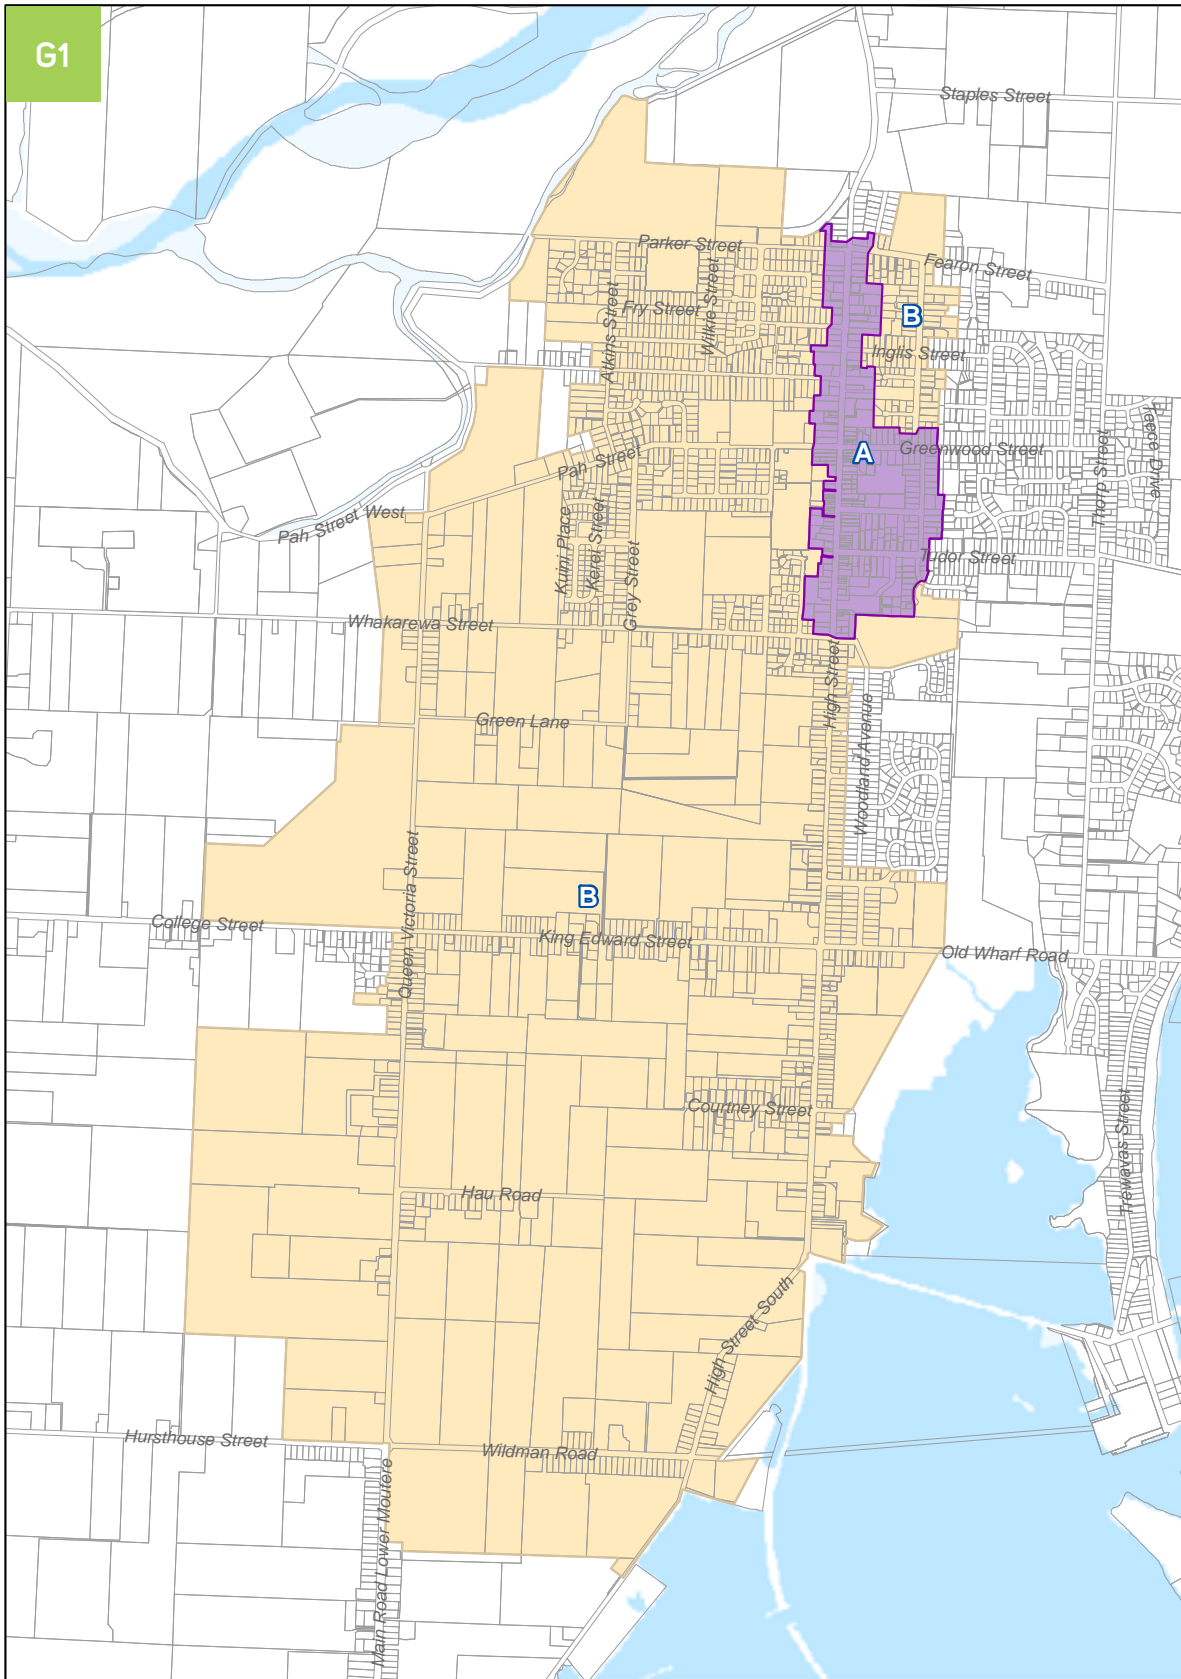 G1
Staples Street
Parker Street
Fearon Street
Fry Street
Wilkie Street
Atkins Street
B
Inglis Street
A
Greenwood Street
Thorp Street
Teece Drive
Pah Street
Pah Street West
Kuini Place
Kerei Street
Grey Street
Tudor Street
Whakarewa Street
High Street
Woodland Avenue
Green Lane
Queen Victoria Street
B
College Street
King Edward Street
Old Wharf Road
Courtney Street
Trewavas Street
Hau Road
High Street South
Hursthouse Street
Wildman Road
Main Road Lower Moutere